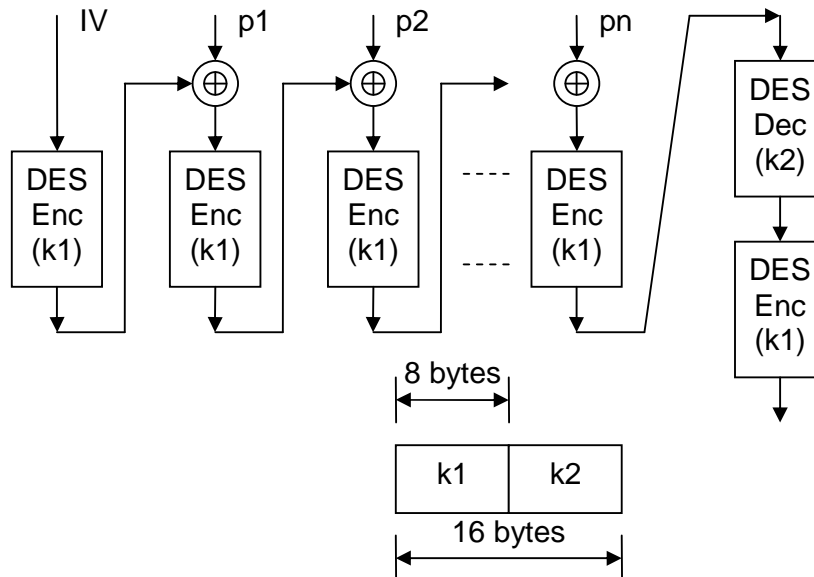 IV p1 p2 pn
DES
Enc
(k1)
DES
Enc
(k1)
DES
Enc
(k1)
DES
Enc
(k1)
DES
Dec
(k2)
DES
Enc
(k1)
8 bytes
k1 k2
16 bytes